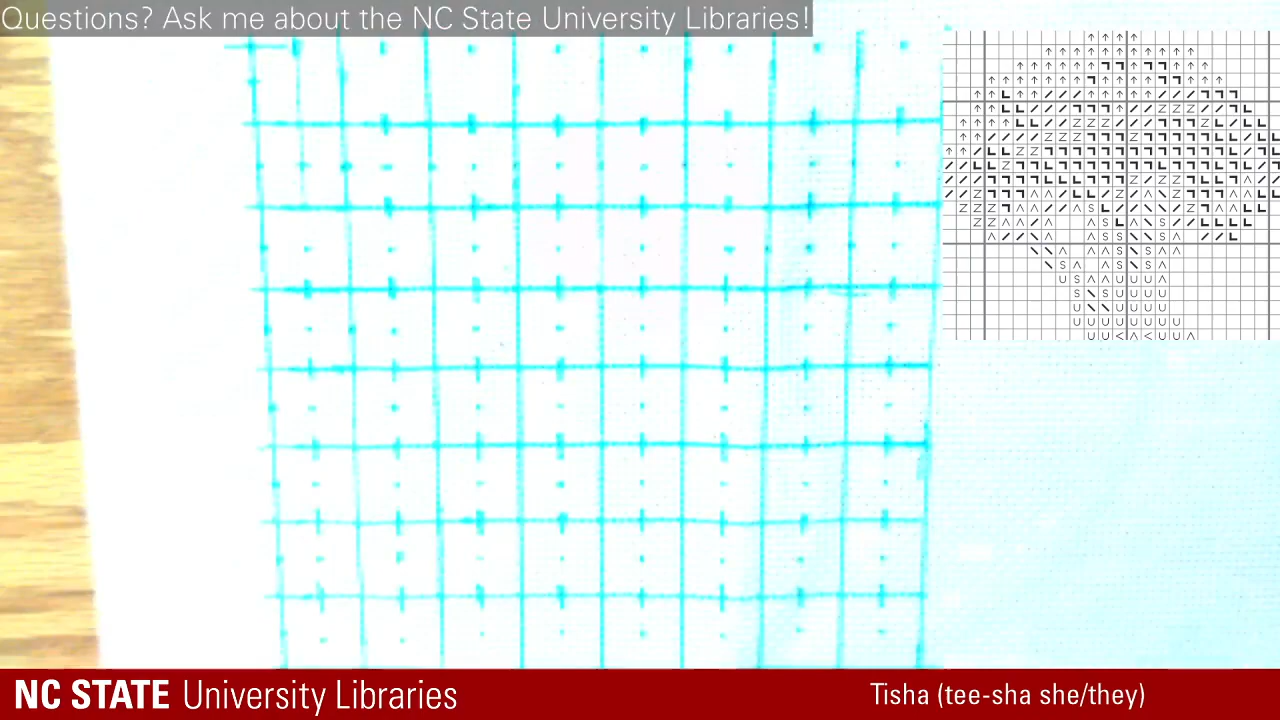 Questions? Ask me about the NC State University Libraries!
NC STATE University Libraries
Tisha (tee-sha she/they)